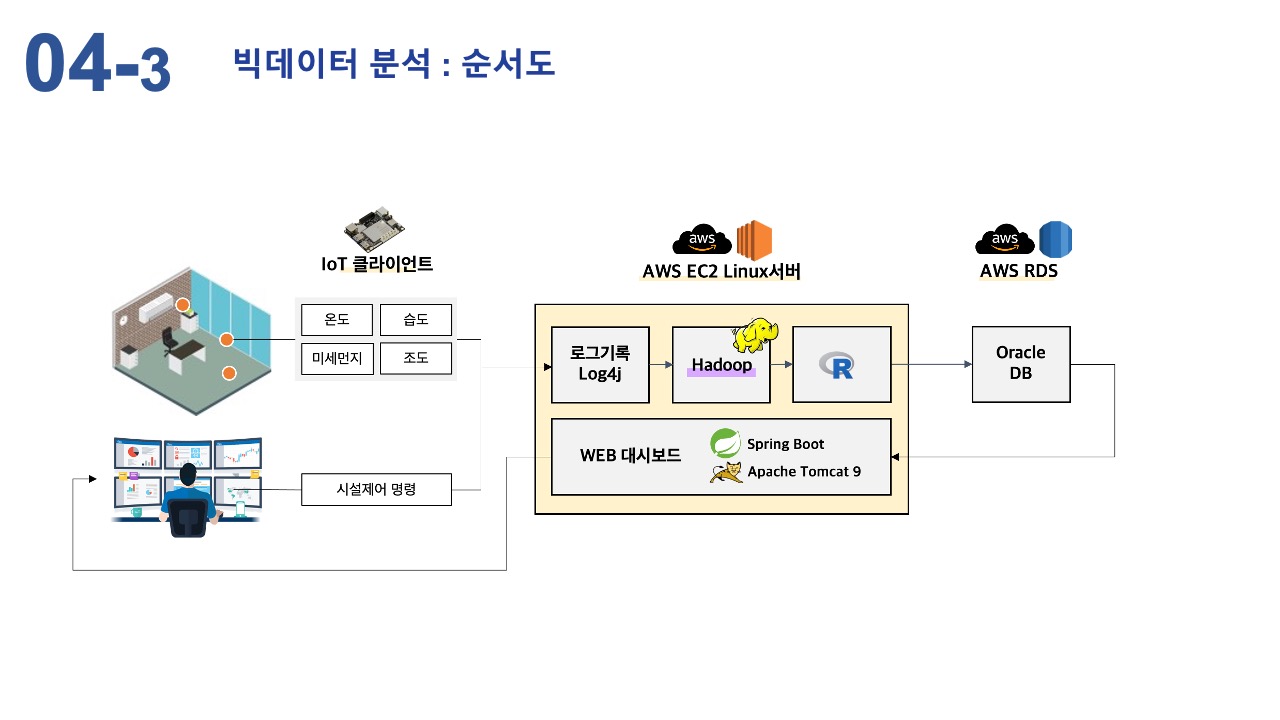 04-3
빅데이터 분석 : 순서도
IoT 클라이언트
온도
습도
미세먼지
조도
시설제어 명령
aws
AWS EC2 Linux서버
로그기록
Log4j
Hadoop
R
WEB 대시보드
Spring Boot
Apache Tomcat 9
aws
AWS RDS
Oracle
DB